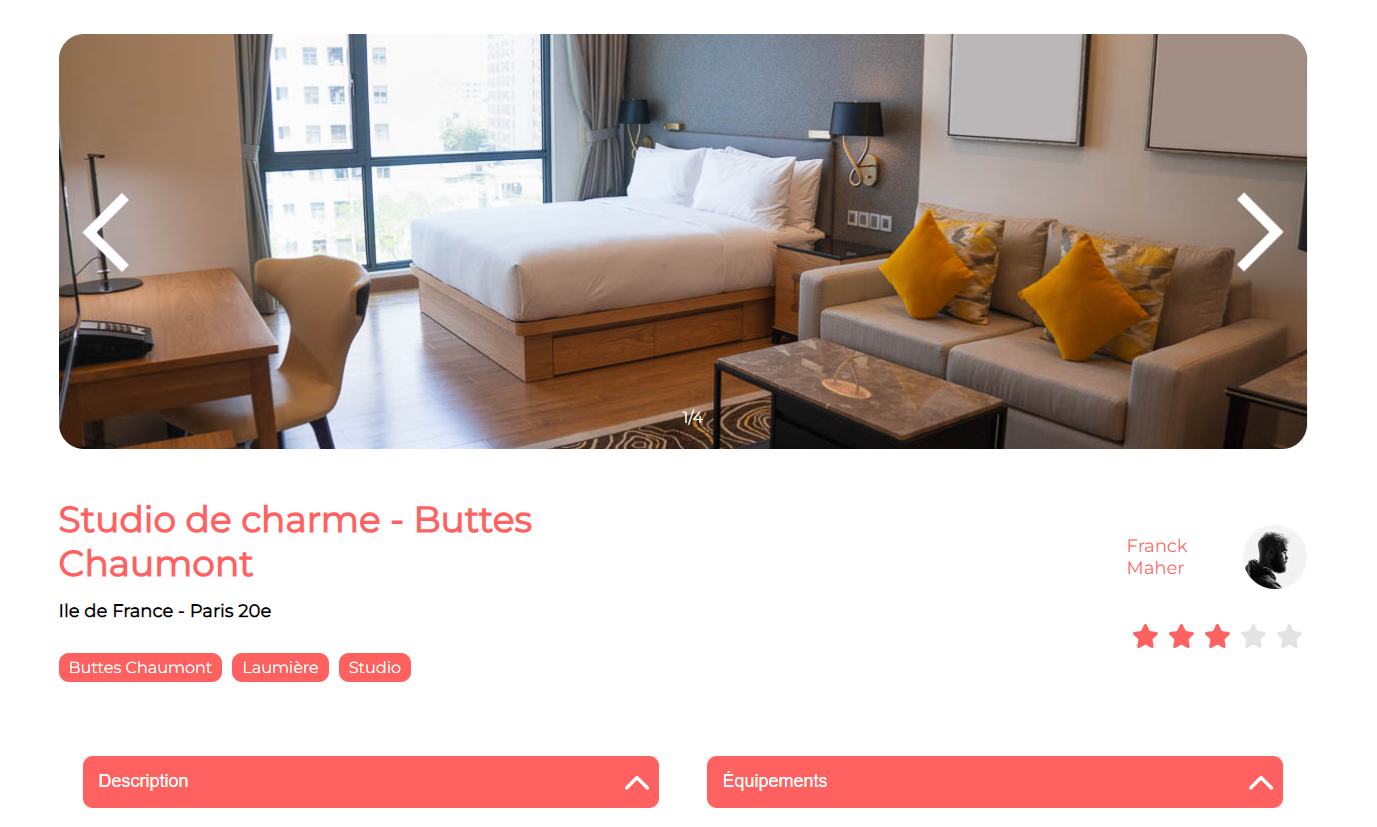 1/4
Studio de charme - Buttes
Chaumont
Ile de France - Paris 20e
Buttes Chaumont
Laumière
Studio
Franck
Maher
Description
Équipements